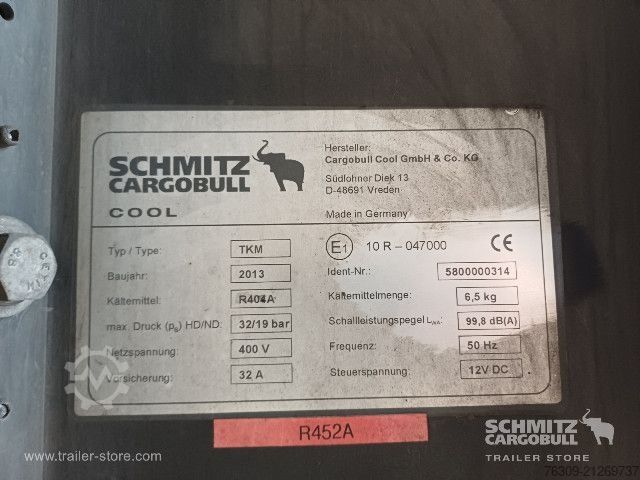 SCHMITZ
CARGOBULL
COOL
Hersteller:
Cargobull Cool GmbH & Co. KG
Südlohner Diek 13
D-48691 Vreden
Made in Germany
Typ / Type: TKM
E1 10 R - 047000 CE
Baujahr: 2013
Ident-Nr.: 5800000314
Kältemittel: R404A
Kältemittelmenge: 6,5 kg
max. Druck (ps) HD/ND: 32/19 bar
Schallleistungspegel LWA: 99,8 dB(A)
Netzspannung: 400 V
Frequenz: 50 Hz
Vorsicherung: 32 A
Steuerspannung: 12V DC
R452A
www.trailer-store.com
SCHMITZ
CARGOBULL
TRAILER STORE
76309-21269737